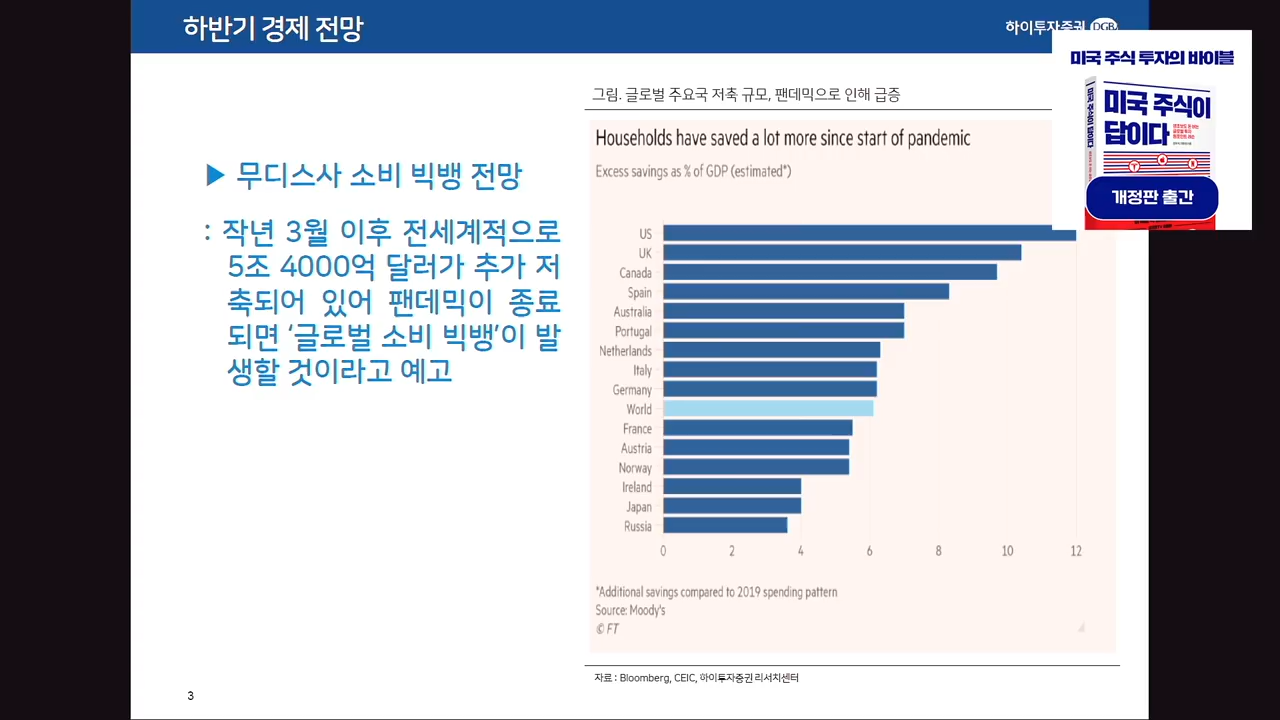 하반기 경제 전망
하이투자증권 DGB
미국 주식 투자의 바이블
미국 주식이
답이다
개정판 출간
▶ 무디스사 소비 빅뱅 전망
: 작년 3월 이후 전세계적으로
5조 4000억 달러가 추가 저
축되어 있어 팬데믹이 종료
되면 ‘글로벌 소비 빅뱅’이 발
생할 것이라고 예고
그림. 글로벌 주요국 저축 규모, 팬데믹으로 인해 급증
Households have saved a lot more since start of pandemic
Excess savings as % of GDP (estimated*)
US
UK
Canada
Spain
Australia
Portugal
Netherlands
Italy
Germany
World
France
Austria
Norway
Ireland
Japan
Russia
0 2 4 6 8 10 12
*Additional savings compared to 2019 spending pattern
Source: Moody's
© FT
자료 : Bloomberg, CEIC, 하이투자증권 리서치센터
3